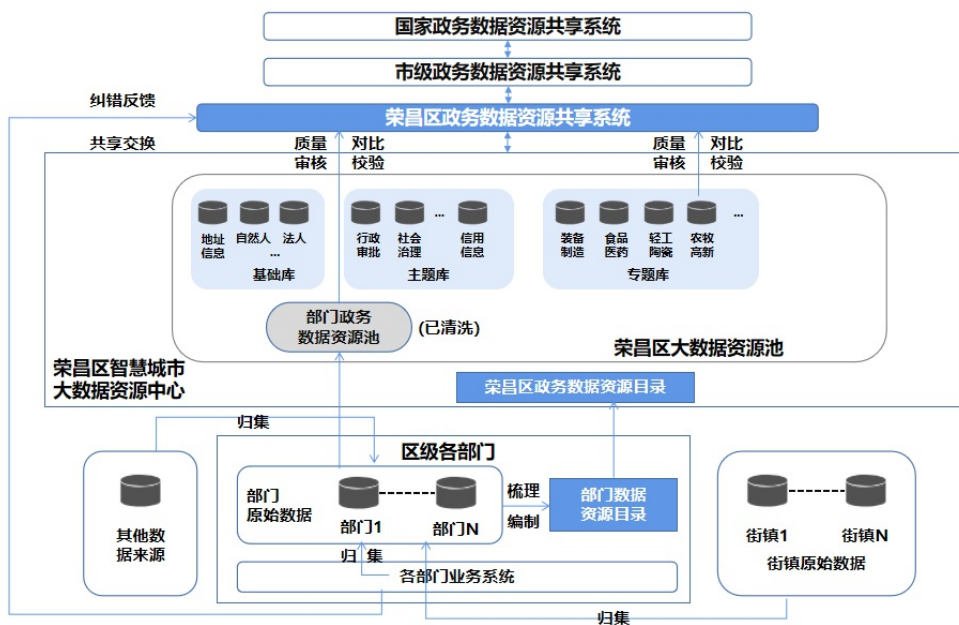 国家政务数据资源共享系统
市级政务数据资源共享系统
纠错反馈
荣昌区政务数据资源共享系统
共享交换
质量 对比
审核 校验
质量 对比
审核 校验
地址
信息
自然人
法人
...
基础库
行政
审批
社会
治理
...
信用
信息
主题库
装备
制造
食品
医药
轻工
陶瓷
农牧
高新
...
专题库
部门政务
数据资源池
(已清洗)
荣昌区大数据资源池
荣昌区智慧城市
大数据资源中心
荣昌区政务数据资源目录
归集
区级各部门
其他数
据来源
部门
原始数据
部门1
部门N
梳理
编制
部门数据
资源目录
街镇1
街镇N
街镇原始数据
归 集
各部门业务系统
归集